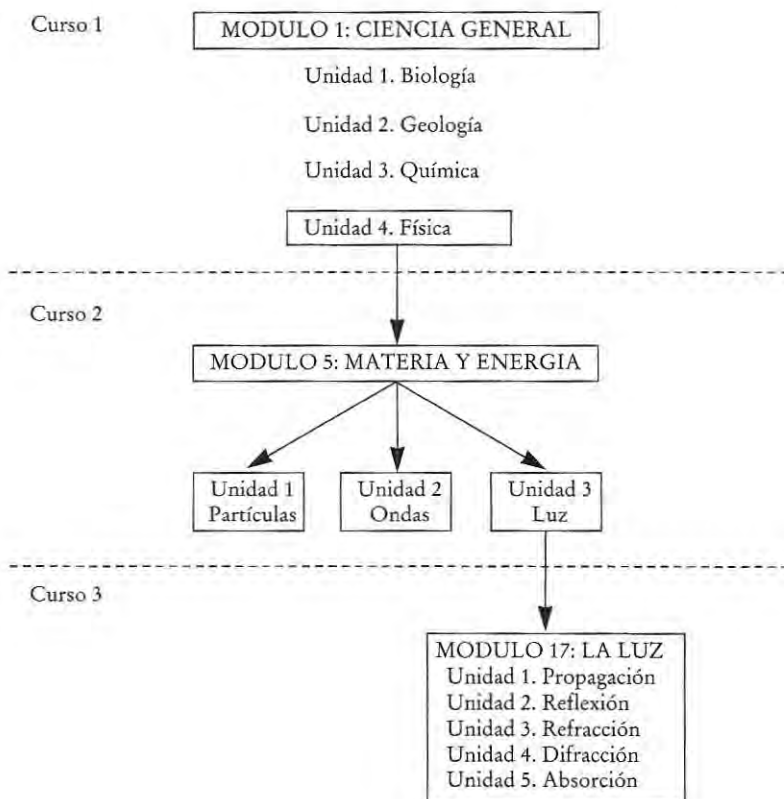 Curso 1
MODULO 1: CIENCIA GENERAL
Unidad 1. Biología
Unidad 2. Geología
Unidad 3. Química
Unidad 4. Física
Curso 2
MODULO 5: MATERIA Y ENERGIA
Unidad 1
Partículas
Unidad 2
Ondas
Unidad 3
Luz
Curso 3
MODULO 17: LA LUZ
Unidad 1. Propagación
Unidad 2. Reflexión
Unidad 3. Refracción
Unidad 4. Difracción
Unidad 5. Absorción